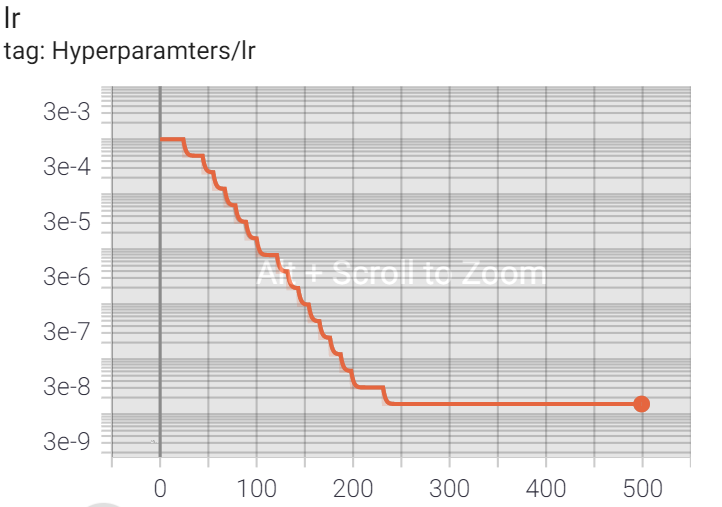 lr
tag: Hyperparamters/lr
3e-3
3e-4
3e-5
3e-6
3e-7
3e-8
3e-9
Alt + Scroll to Zoom
0 100 200 300 400 500